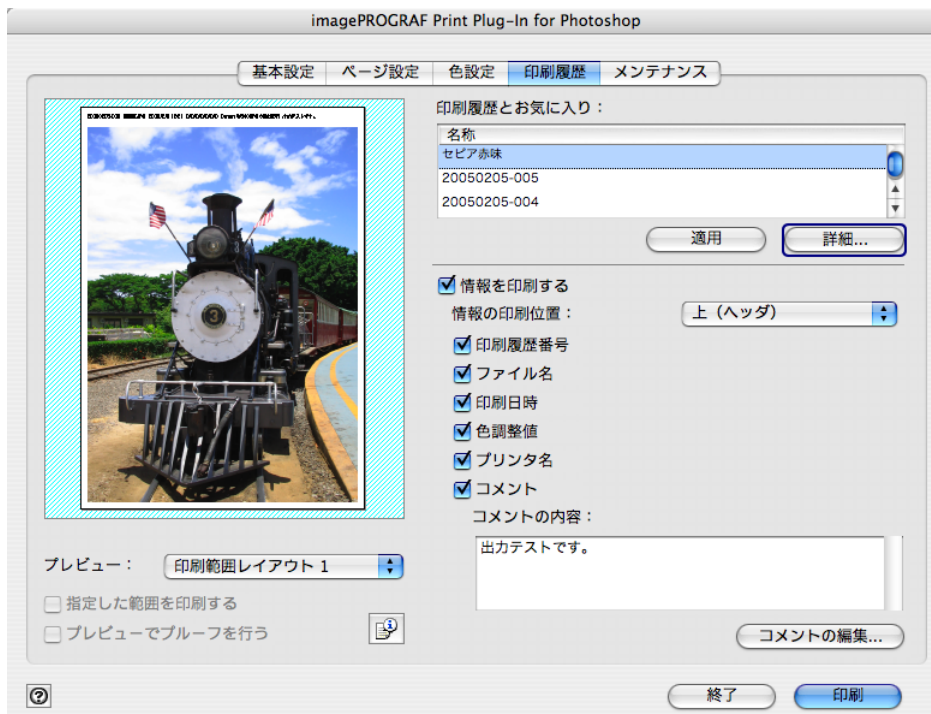 imagePROGRAF Print Plug-In for Photoshop
基本設定 ページ設定 色設定 印刷履歴 メンテナンス
印刷履歴とお気に入り：
名称
セピア赤味
20050205-005
20050205-004
適用 詳細...
情報を印刷する
情報の印刷位置： 上（ヘッダ）
印刷履歴番号
ファイル名
印刷日時
色調整値
プリンタ名
コメント
コメントの内容：
出力テストです。
プレビュー： 印刷範囲レイアウト 1
指定した範囲を印刷する
プレビューでプルーフを行う
コメントの編集...
終了 印刷